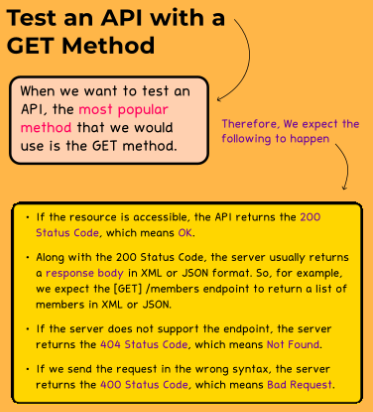 Test an API with a
GET Method
When we want to test an
API, the most popular
method that we would
use is the GET method.
Therefore, We expect the
following to happen
• If the resource is accessible, the API returns the 200
Status Code, which means OK.
• Along with the 200 Status Code, the server usually returns
a response body in XML or JSON format. So, for example,
we expect the [GET] /members endpoint to return a list of
members in XML or JSON.
• If the server does not support the endpoint, the server
returns the 404 Status Code, which means Not Found.
• If we send the request in the wrong syntax, the server
returns the 400 Status Code, which means Bad Request.